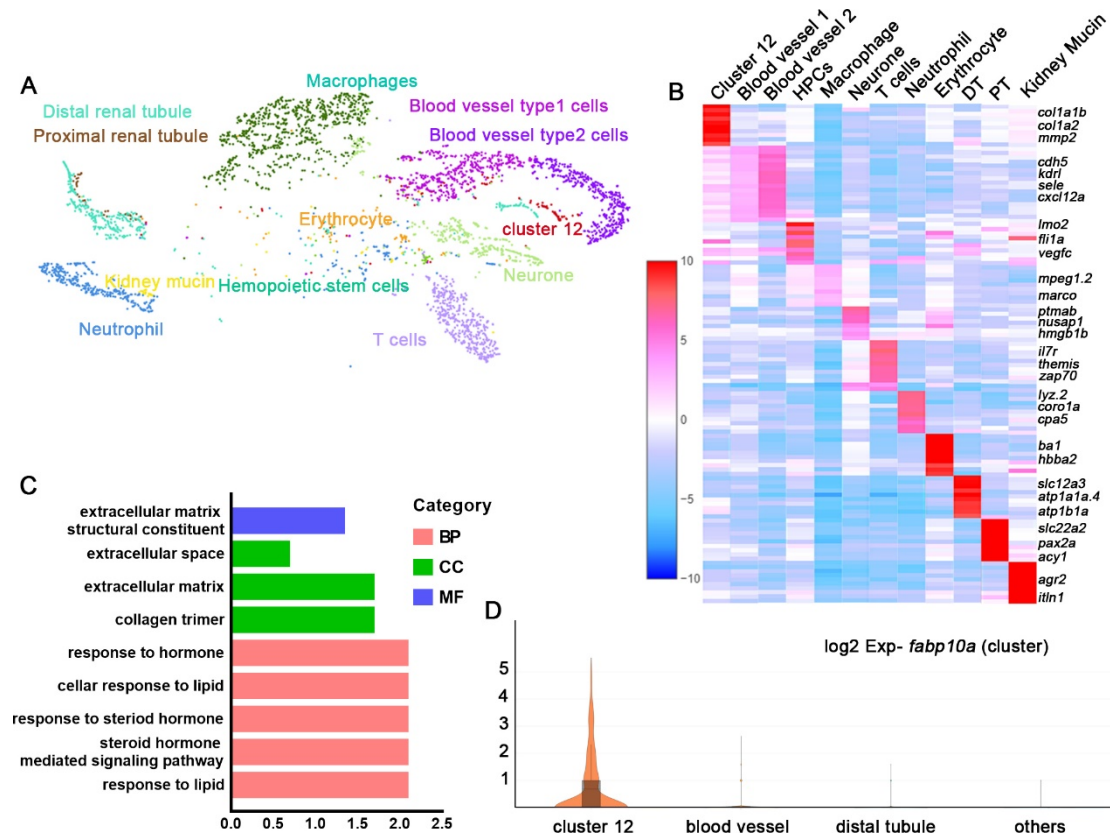 A
Macrophages
Distal renal tubule
Proximal renal tubule
Blood vessel type1 cells
Blood vessel type2 cells
Erythrocyte
cluster 12
Neurone
Kidney mucin
Hemopoietic stem cells
Neutrophil
T cells
B
Cluster 12
Blood vessel 1
Blood vessel 2
HPCs
Macrophage
Neurone
T cells
Neutrophil
Erythrocyte
DT
PT
Kidney Mucin
col1a1b
col1a2
mmp2
cdh5
kdrl
sele
cxcl12a
lmo2
fli1a
vegfc
mpeg1.2
marco
ptmab
nusap1
hmgb1b
il7r
themis
zap70
lyz.2
coro1a
cpa5
ba1
hbba2
slc12a3
atp1a1a.4
atp1b1a
slc22a2
pax2a
acy1
agr2
itln1
10
5
0
−5
−10
C
extracellular matrix
structural constituent
extracellular space
extracellular matrix
collagen trimer
response to hormone
cellar response to lipid
response to steriod hormone
steroid hormone
mediated signaling pathway
response to lipid
0.0 0.5 1.0 1.5 2.0 2.5
Category
BP
CC
MF
D
log2 Exp- fabp10a (cluster)
5
4
3
2
1
cluster 12 blood vessel distal tubule others